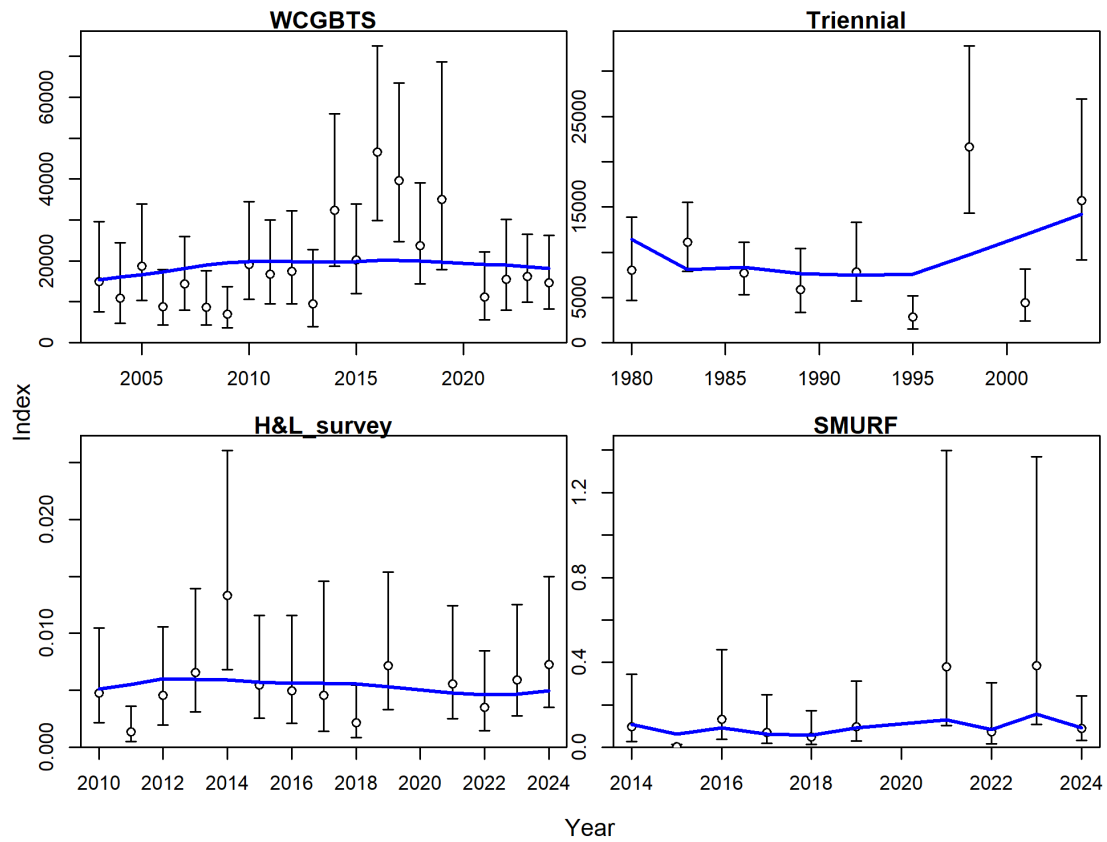 WCGBTS
0 20000 40000 60000
2005 2010 2015 2020
Triennial
0 5000 15000 25000
1980 1985 1990 1995 2000
H&L_survey
0.000 0.010 0.020
2010 2012 2014 2016 2018 2020 2022 2024
SMURF
0.0 0.4 0.8 1.2
2014 2016 2018 2020 2022 2024
Index
Year